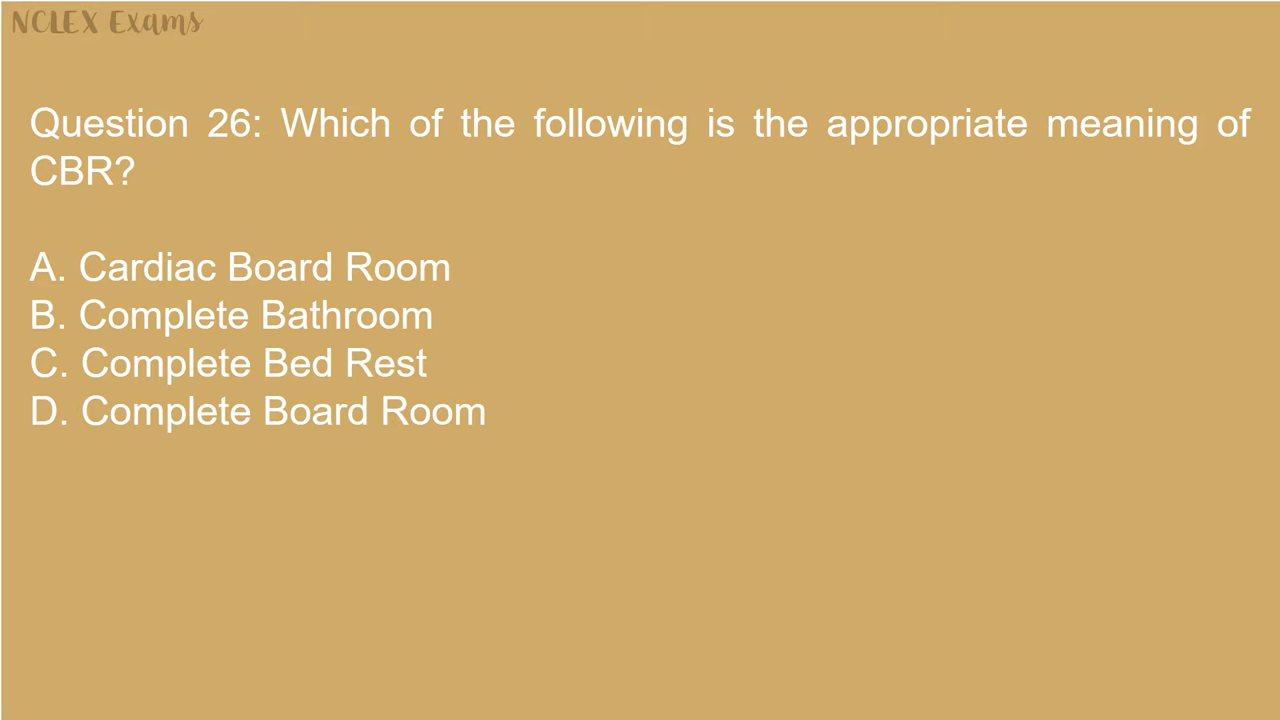 NCLEX Exams
Question 26: Which of the following is the appropriate meaning of
CBR?
A. Cardiac Board Room
B. Complete Bathroom
C. Complete Bed Rest
D. Complete Board Room